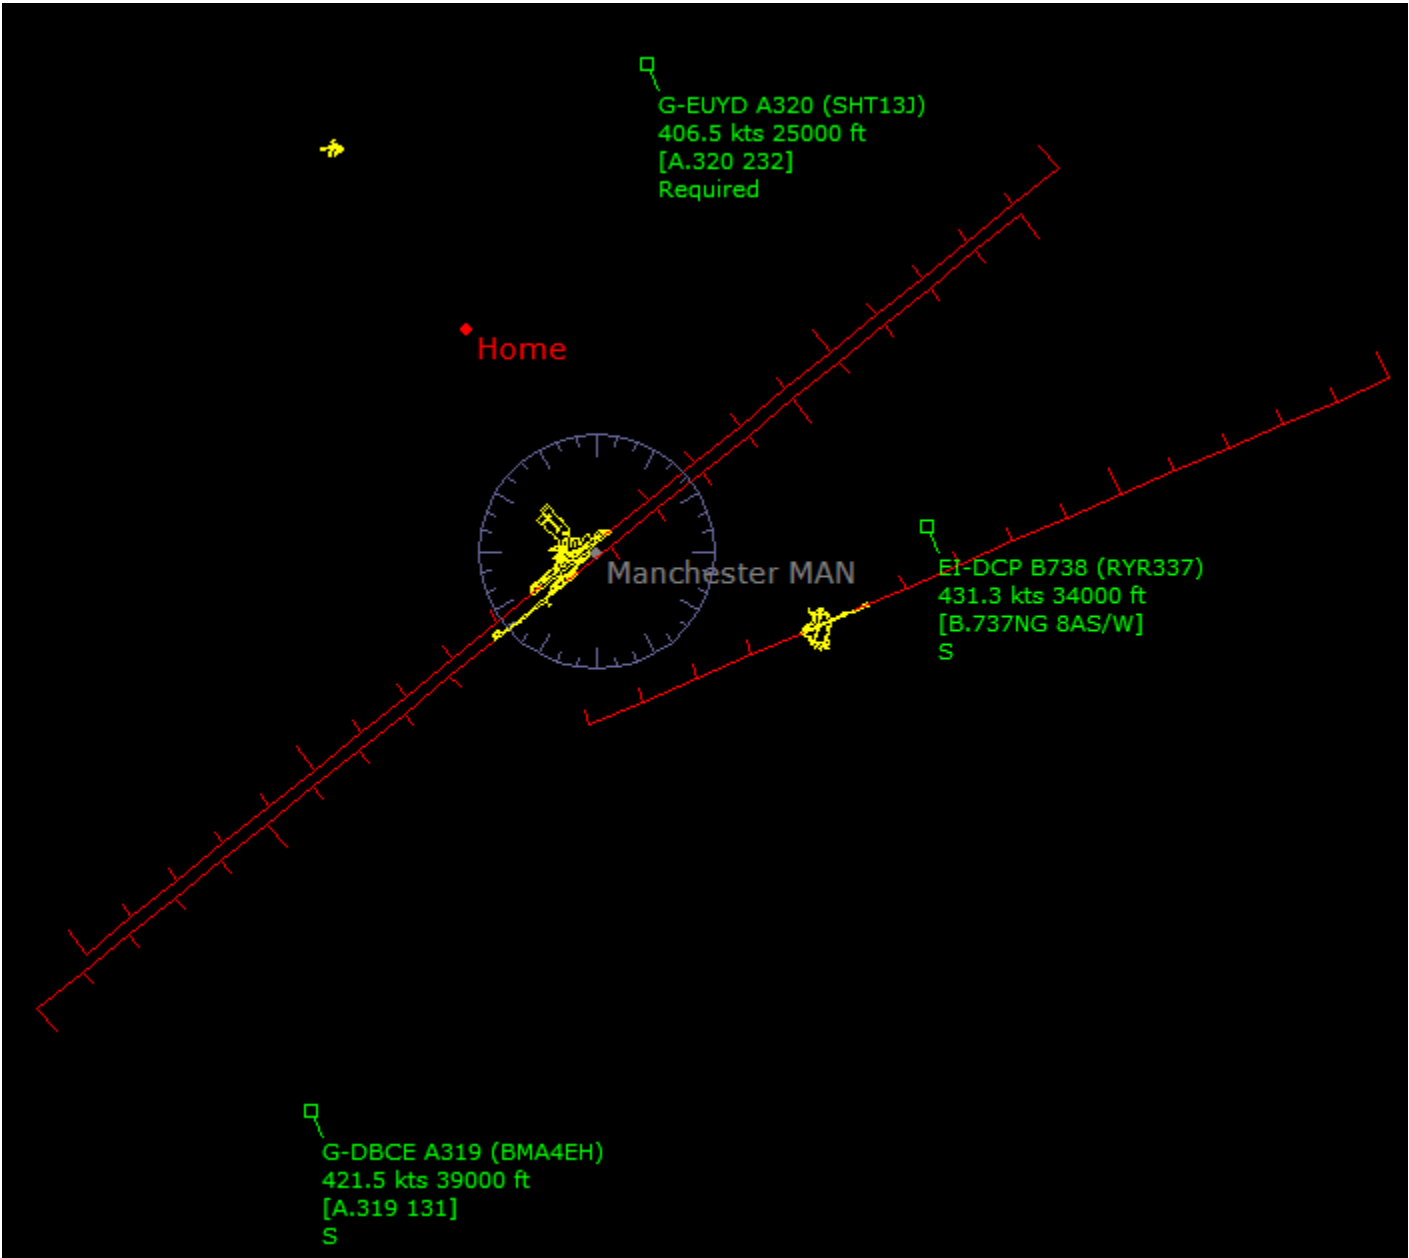 G-EUYD A320 (SHT13J)
406.5 kts 25000 ft
[A.320 232]
Required
Home
Manchester MAN
EI-DCP B738 (RYR337)
431.3 kts 34000 ft
[B.737NG 8AS/W]
S
G-DBCE A319 (BMA4EH)
421.5 kts 39000 ft
[A.319 131]
S